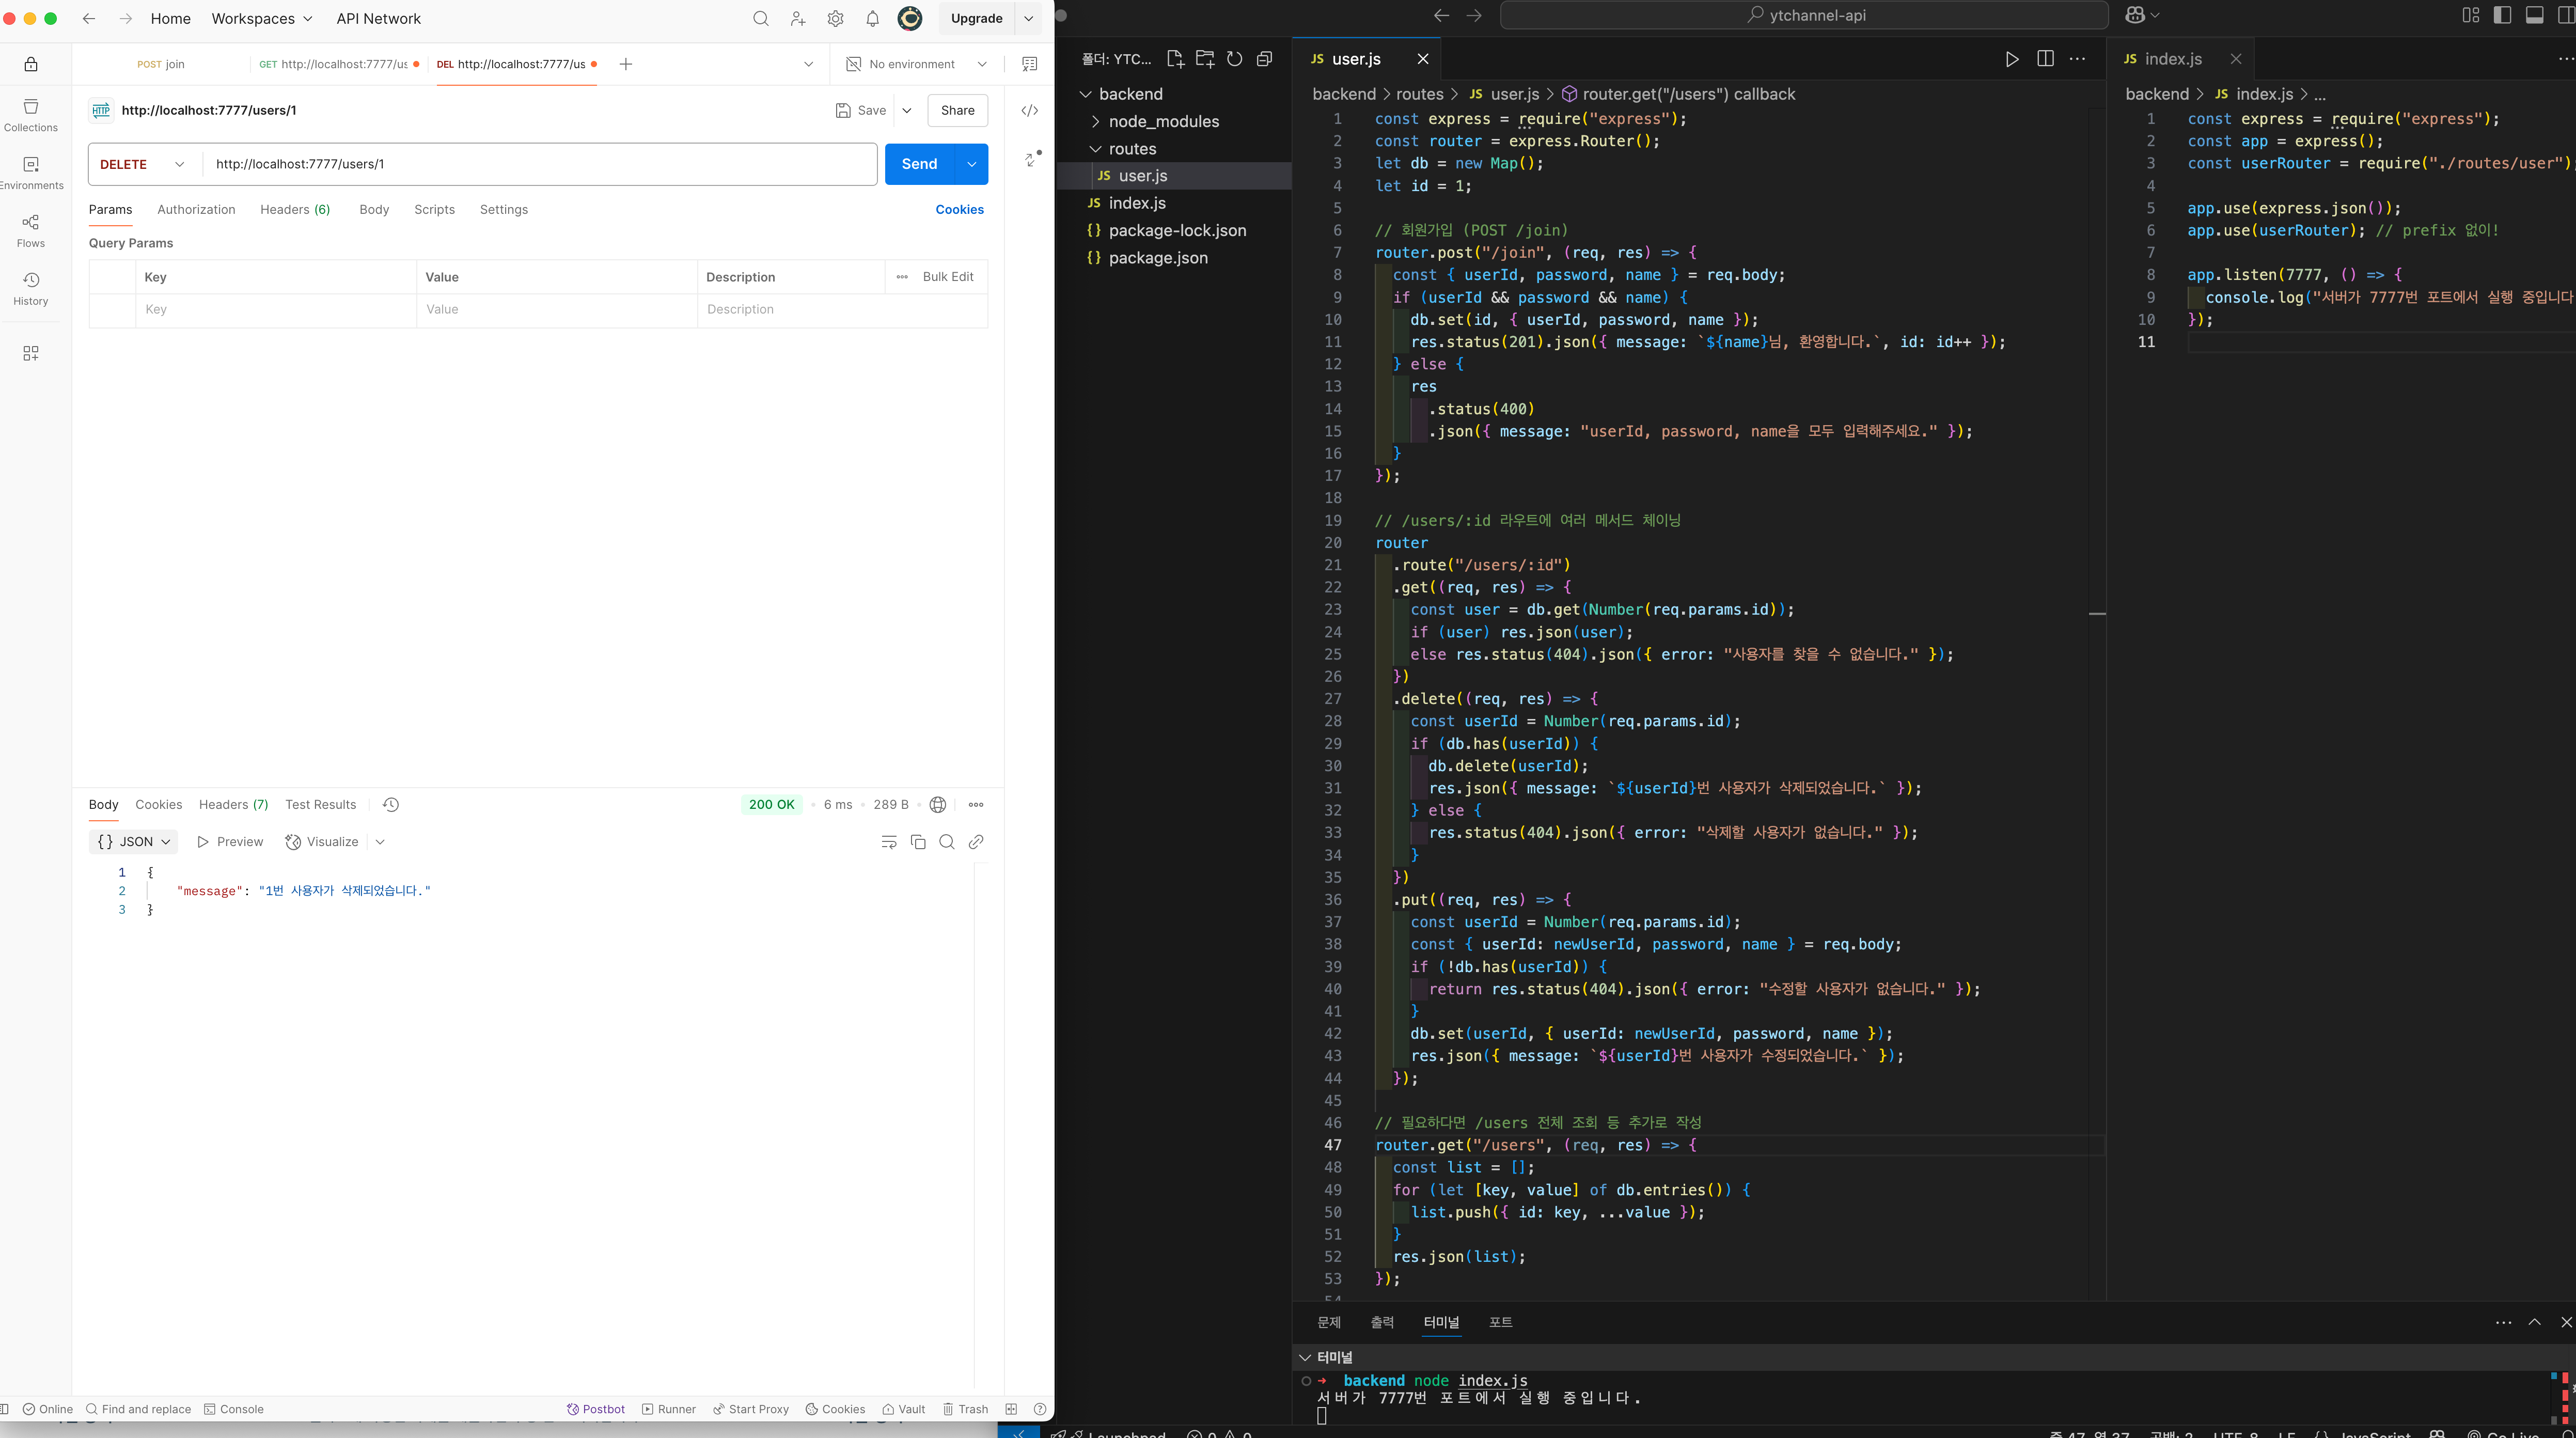 Home
Workspaces
API Network
Upgrade
POST join
GET http://localhost:7777/us
DEL http://localhost:7777/us
No environment
Collections
Environments
Flows
History
HTTP http://localhost:7777/users/1
Save
Share
DELETE
http://localhost:7777/users/1
Send
Params
Authorization
Headers (6)
Body
Scripts
Settings
Cookies
Query Params
Key
Value
Description
Bulk Edit
Key
Value
Description
Body
Cookies
Headers (7)
Test Results
200 OK
6 ms
289 B
{} JSON
Preview
Visualize
1 {
2 "message": "1번 사용자가 삭제되었습니다."
3 }
Online
Find and replace
Console
Postbot
Runner
Start Proxy
Cookies
Vault
Trash
ytchannel-api
폴더: YTC...
backend
node_modules
routes
JS user.js
JS index.js
{} package-lock.json
{} package.json
JS user.js
backend > routes > JS user.js > router.get("/users") callback
1 const express = require("express");
2 const router = express.Router();
3 let db = new Map();
4 let id = 1;
5
6 // 회원가입 (POST /join)
7 router.post("/join", (req, res) => {
8 const { userId, password, name } = req.body;
9 if (userId && password && name) {
10 db.set(id, { userId, password, name });
11 res.status(201).json({ message: `${name}님, 환영합니다.`, id: id++ });
12 } else {
13 res
14 .status(400)
15 .json({ message: "userId, password, name을 모두 입력해주세요." });
16 }
17 });
18
19 // /users/:id 라우트에 여러 메서드 체이닝
20 router
21 .route("/users/:id")
22 .get((req, res) => {
23 const user = db.get(Number(req.params.id));
24 if (user) res.json(user);
25 else res.status(404).json({ error: "사용자를 찾을 수 없습니다." });
26 })
27 .delete((req, res) => {
28 const userId = Number(req.params.id);
29 if (db.has(userId)) {
30 db.delete(userId);
31 res.json({ message: `${userId}번 사용자가 삭제되었습니다.` });
32 } else {
33 res.status(404).json({ error: "삭제할 사용자가 없습니다." });
34 }
35 })
36 .put((req, res) => {
37 const userId = Number(req.params.id);
38 const { userId: newUserId, password, name } = req.body;
39 if (!db.has(userId)) {
40 return res.status(404).json({ error: "수정할 사용자가 없습니다." });
41 }
42 db.set(userId, { userId: newUserId, password, name });
43 res.json({ message: `${userId}번 사용자가 수정되었습니다.` });
44 });
45
46 // 필요하다면 /users 전체 조회 등 추가로 작성
47 router.get("/users", (req, res) => {
48 const list = [];
49 for (let [key, value] of db.entries()) {
50 list.push({ id: key, ...value });
51 }
52 res.json(list);
53 });
54
JS index.js
backend > JS index.js > ...
1 const express = require("express");
2 const app = express();
3 const userRouter = require("./routes/user")
4
5 app.use(express.json());
6 app.use(userRouter); // prefix 없이!
7
8 app.listen(7777, () => {
9 console.log("서버가 7777번 포트에서 실행 중입니다
10 });
11
문제
출력
터미널
포트
터미널
backend node index.js
서버가 7777번 포트에서 실행 중입니다.
Launchpad
0
0
줄 47, 열 37
공백: 2
UTF-8
LF
{} JavaScript
Go Live